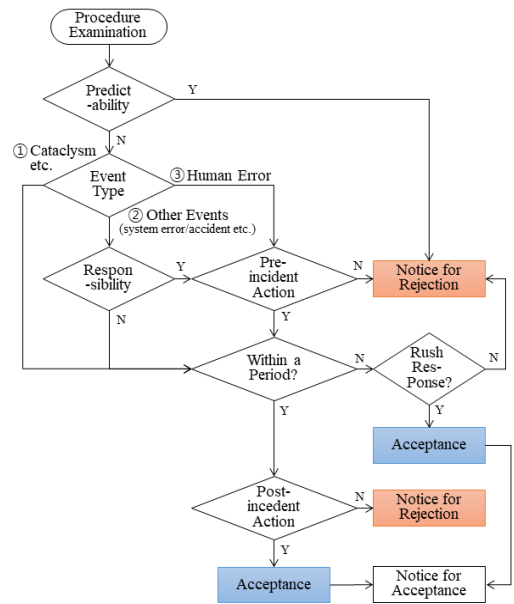 Procedure
Examination
Predict
-ability
Y
N
① Cataclysm
etc.
Event
Type
③ Human Error
② Other Events
(system error/accident etc.)
Respon
-sibility
Y
Pre-
incident
Action
N
Notice for
Rejection
N
Y
Within a
Period?
N
Rush
Res-
Ponse?
N
Y
Y
Acceptance
Post-
incedent
Action
N
Notice for
Rejection
Y
Acceptance
Notice for
Acceptance